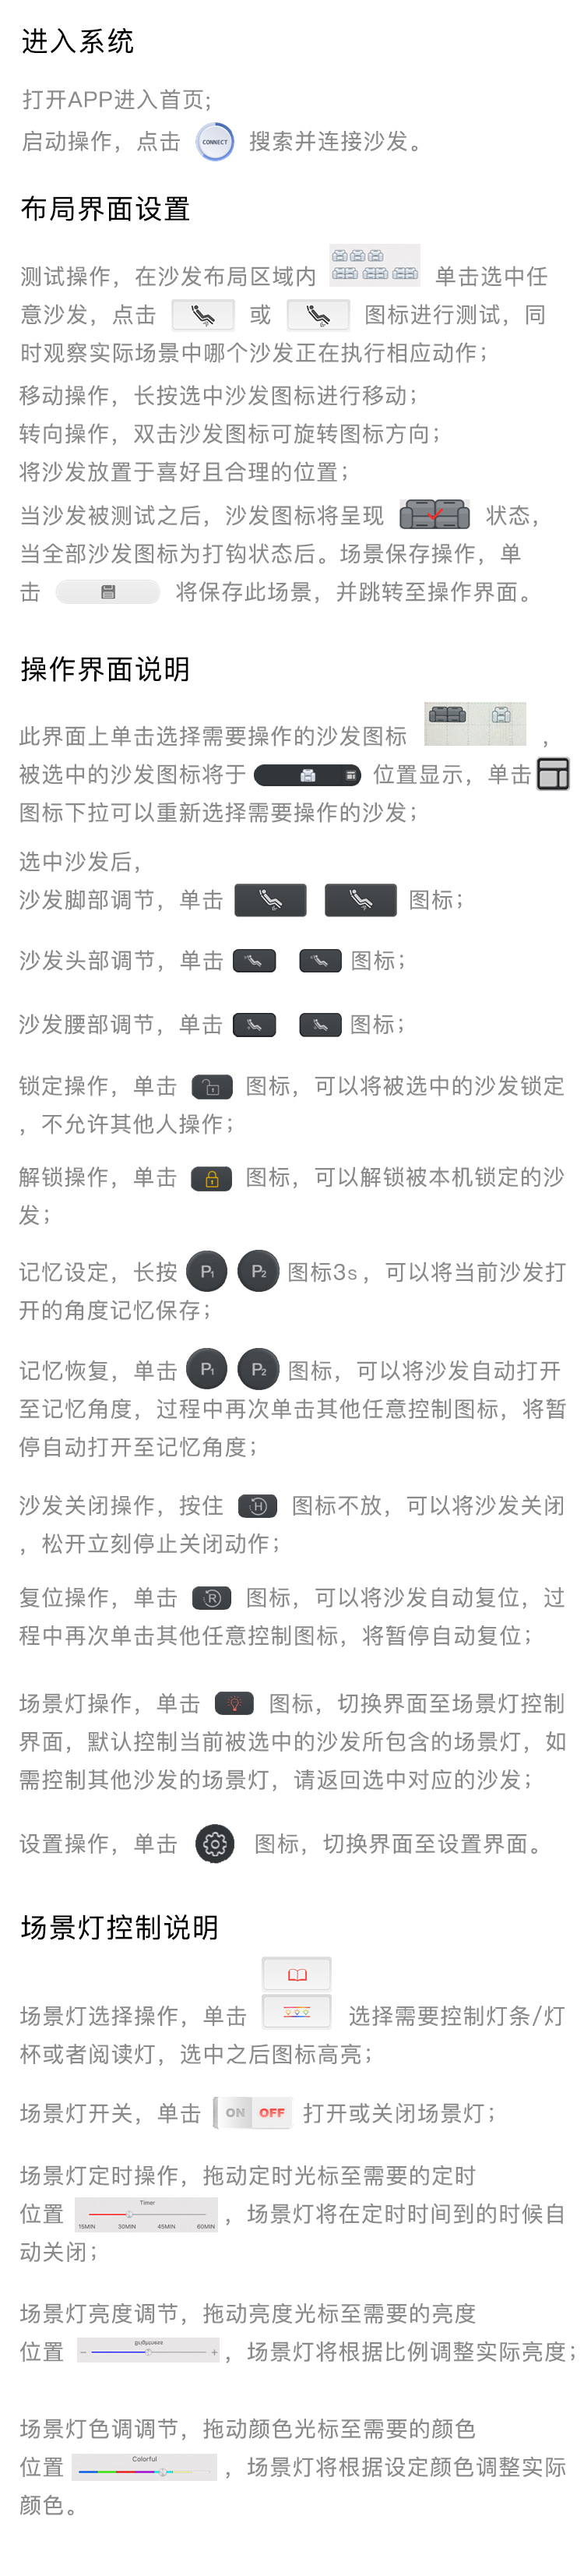 进入系统
打开APP进入首页;
启动操作，点击 CONNECT 搜索并连接沙发。
布局界面设置
测试操作，在沙发布局区域内 单击选中任
意沙发，点击 或 图标进行测试，同
时观察实际场景中哪个沙发正在执行相应动作；
移动操作，长按选中沙发图标进行移动；
转向操作，双击沙发图标可旋转图标方向；
将沙发放置于喜好且合理的位置；
当沙发被测试之后，沙发图标将呈现 状态，
当全部沙发图标为打钩状态后。场景保存操作，单
击 将保存此场景，并跳转至操作界面。
操作界面说明
此界面上单击选择需要操作的沙发图标 ，
被选中的沙发图标将于 位置显示，单击
图标下拉可以重新选择需要操作的沙发；
选中沙发后，
沙发脚部调节，单击 图标；
沙发头部调节，单击 图标；
沙发腰部调节，单击 图标；
锁定操作，单击 图标，可以将被选中的沙发锁定
，不允许其他人操作；
解锁操作，单击 图标，可以解锁被本机锁定的沙
发；
记忆设定，长按 P1 P2 图标3s，可以将当前沙发打
开的角度记忆保存；
记忆恢复，单击 P1 P2 图标，可以将沙发自动打开
至记忆角度，过程中再次单击其他任意控制图标，将暂
停自动打开至记忆角度；
沙发关闭操作，按住 H 图标不放，可以将沙发关闭
，松开立刻停止关闭动作；
复位操作，单击 R 图标，可以将沙发自动复位，过
程中再次单击其他任意控制图标，将暂停自动复位；
场景灯操作，单击 图标，切换界面至场景灯控制
界面，默认控制当前被选中的沙发所包含的场景灯，如
需控制其他沙发的场景灯，请返回选中对应的沙发；
设置操作，单击 图标，切换界面至设置界面。
场景灯控制说明
场景灯选择操作，单击 选择需要控制灯条/灯
杯或者阅读灯，选中之后图标高亮；
场景灯开关，单击 ON OFF 打开或关闭场景灯；
场景灯定时操作，拖动定时光标至需要的定时
Timer
位置 ，场景灯将在定时时间到的时候自
15MIN 30MIN 45MIN 60MIN
动关闭；
场景灯亮度调节，拖动亮度光标至需要的亮度
位置 - + ，场景灯将根据比例调整实际亮度；
场景灯色调调节，拖动颜色光标至需要的颜色
Colorful
位置 ，场景灯将根据设定颜色调整实际
颜色。